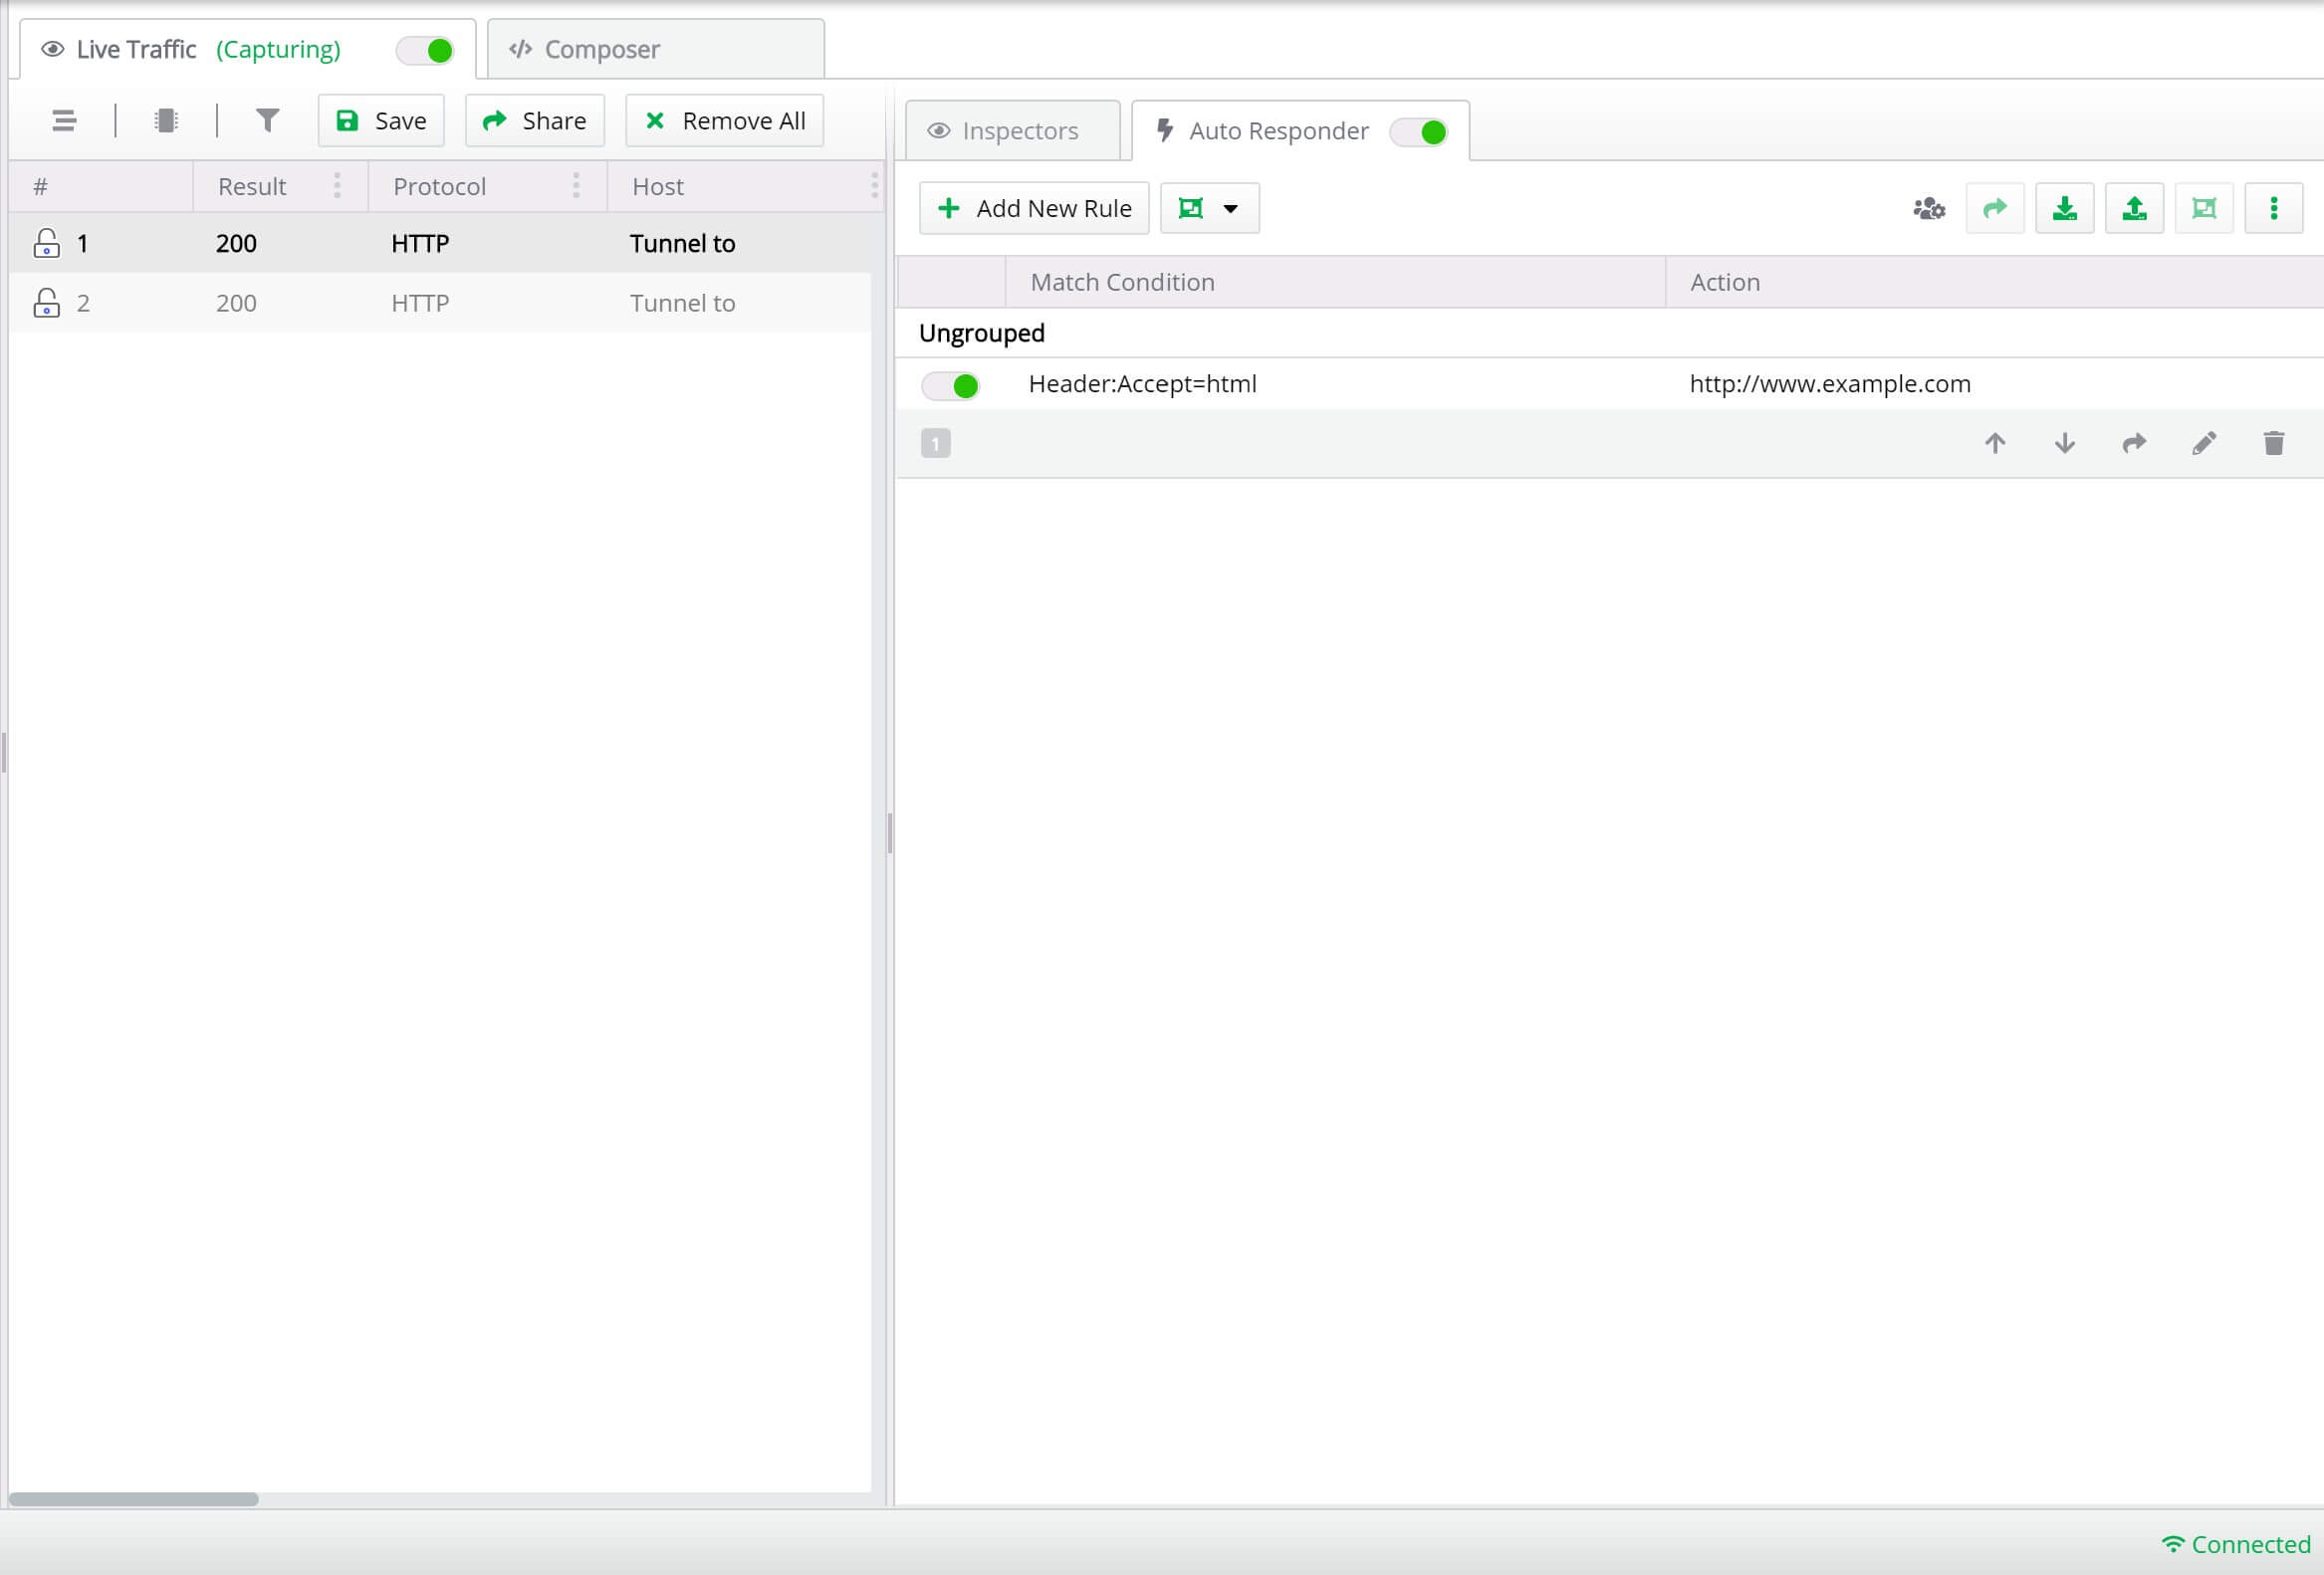 Live Traffic (Capturing)
Composer
Save
Share
Remove All
# Result Protocol Host
1 200 HTTP Tunnel to
2 200 HTTP Tunnel to
Inspectors
Auto Responder
Add New Rule
Match Condition Action
Ungrouped
Header:Accept=html http://www.example.com
1
Connected